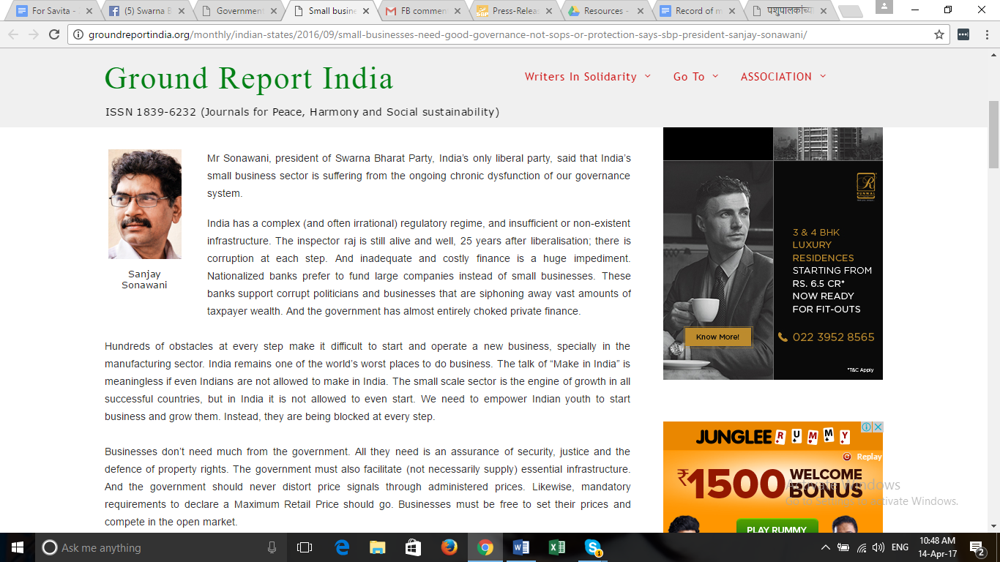 For Savita -
(5) Swarna B
Government
Small busine
FB commen
Press-Relea
Resources -
Record of m
पशुपालकांच्या
groundreportindia.org/monthly/indian-states/2016/09/small-businesses-need-good-governance-not-sops-or-protection-says-sbp-president-sanjay-sonawani/
Ground Report India
Writers In Solidarity
Go To
ASSOCIATION
ISSN 1839-6232 (Journals for Peace, Harmony and Social sustainability)
Sanjay
Sonawani
Mr Sonawani, president of Swarna Bharat Party, India's only liberal party, said that India's
small business sector is suffering from the ongoing chronic dysfunction of our governance
system.
India has a complex (and often irrational) regulatory regime, and insufficient or non-existent
infrastructure. The inspector raj is still alive and well, 25 years after liberalisation; there is
corruption at each step. And inadequate and costly finance is a huge impediment.
Nationalized banks prefer to fund large companies instead of small businesses. These
banks support corrupt politicians and businesses that are siphoning away vast amounts of
taxpayer wealth. And the government has almost entirely choked private finance.
Hundreds of obstacles at every step make it difficult to start and operate a new business, specially in the
manufacturing sector. India remains one of the world's worst places to do business. The talk of "Make in India" is
meaningless if even Indians are not allowed to make in India. The small scale sector is the engine of growth in all
successful countries, but in India it is not allowed to even start. We need to empower Indian youth to start
business and grow them. Instead, they are being blocked at every step.
Businesses don't need much from the government. All they need is an assurance of security, justice and the
defence of property rights. The government must also facilitate (not necessarily supply) essential infrastructure.
And the government should never distort price signals through administered prices. Likewise, mandatory
requirements to declare a Maximum Retail Price should go. Businesses must be free to set their prices and
compete in the open market.
R
RUNWAL
3 & 4 BHK
LUXURY
RESIDENCES
STARTING FROM
RS. 6.5 CR*
NOW READY
FOR FIT-OUTS
Know More!
022 3952 8565
*T&C Apply
JUNGLEE RUMMY
Replay
₹1500 WELCOME
BONUS
PLAY RUMMY
Activate Windows
Go to Settings to activate Windows.
Ask me anything
1
ENG
10:48 AM
14-Apr-17
2